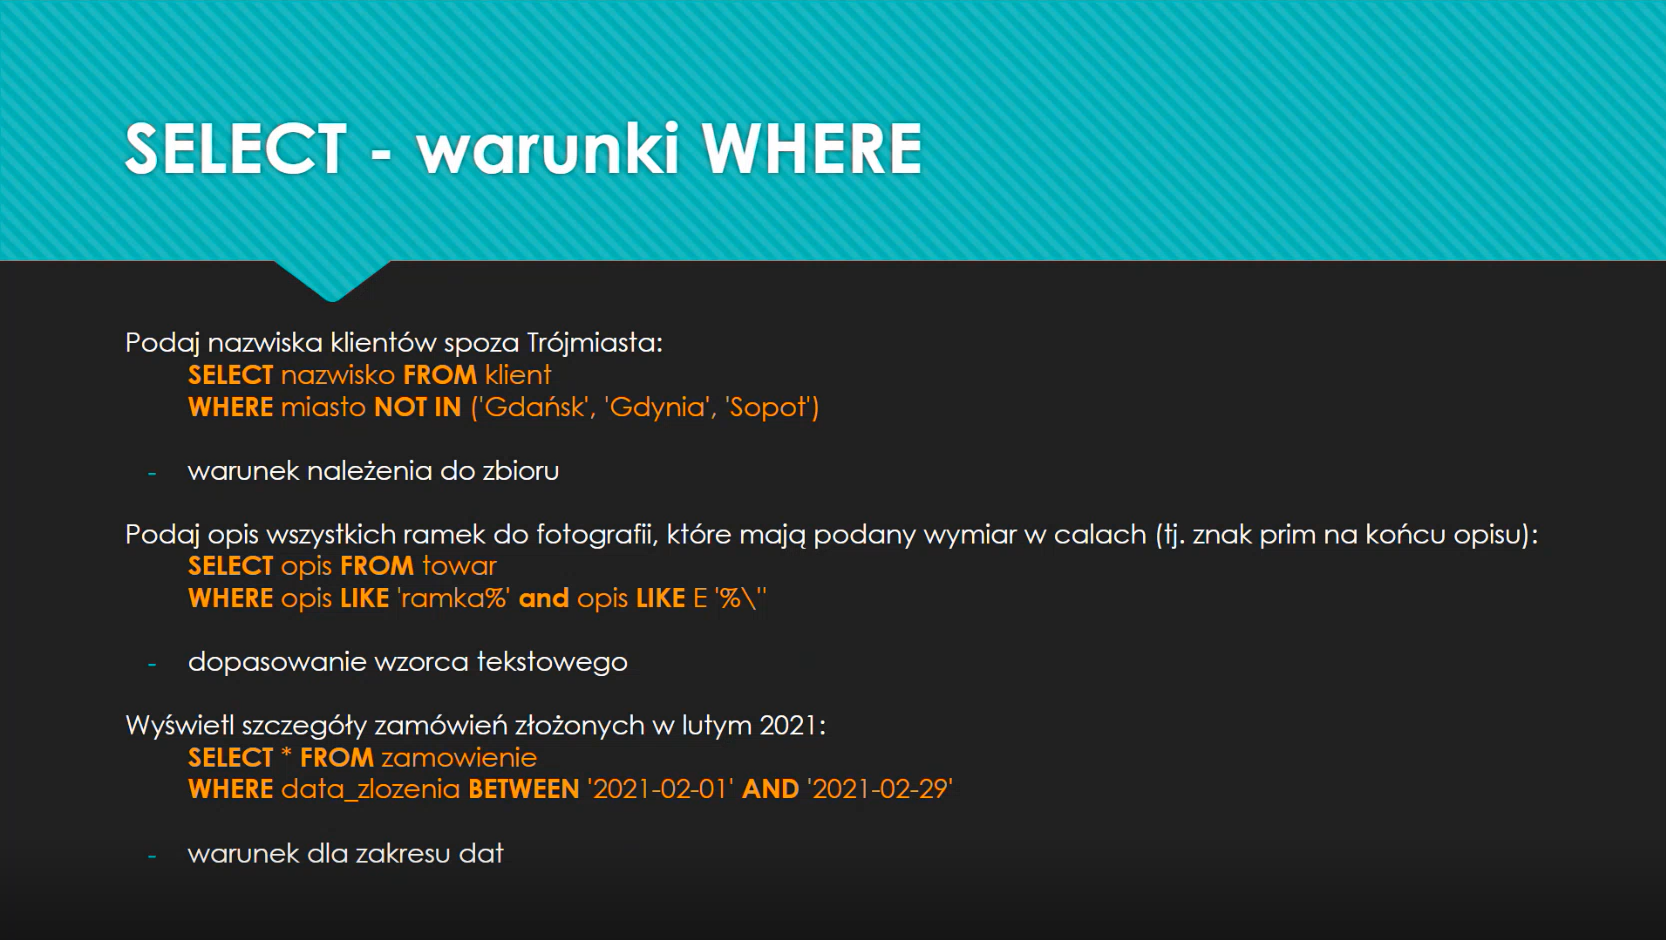 SELECT - warunki WHERE
Podaj nazwiska klientów spoza Trójmiasta:
SELECT nazwisko FROM klient
WHERE miasto NOT IN ('Gdańsk', 'Gdynia', 'Sopot')
- warunek należenia do zbioru
Podaj opis wszystkich ramek do fotografii, które mają podany wymiar w calach (tj. znak prim na końcu opisu):
SELECT opis FROM towar
WHERE opis LIKE 'ramka%' and opis LIKE E '%\''
- dopasowanie wzorca tekstowego
Wyświetl szczegóły zamówień złożonych w lutym 2021:
SELECT * FROM zamowienie
WHERE data_zlozenia BETWEEN '2021-02-01' AND '2021-02-29'
- warunek dla zakresu dat